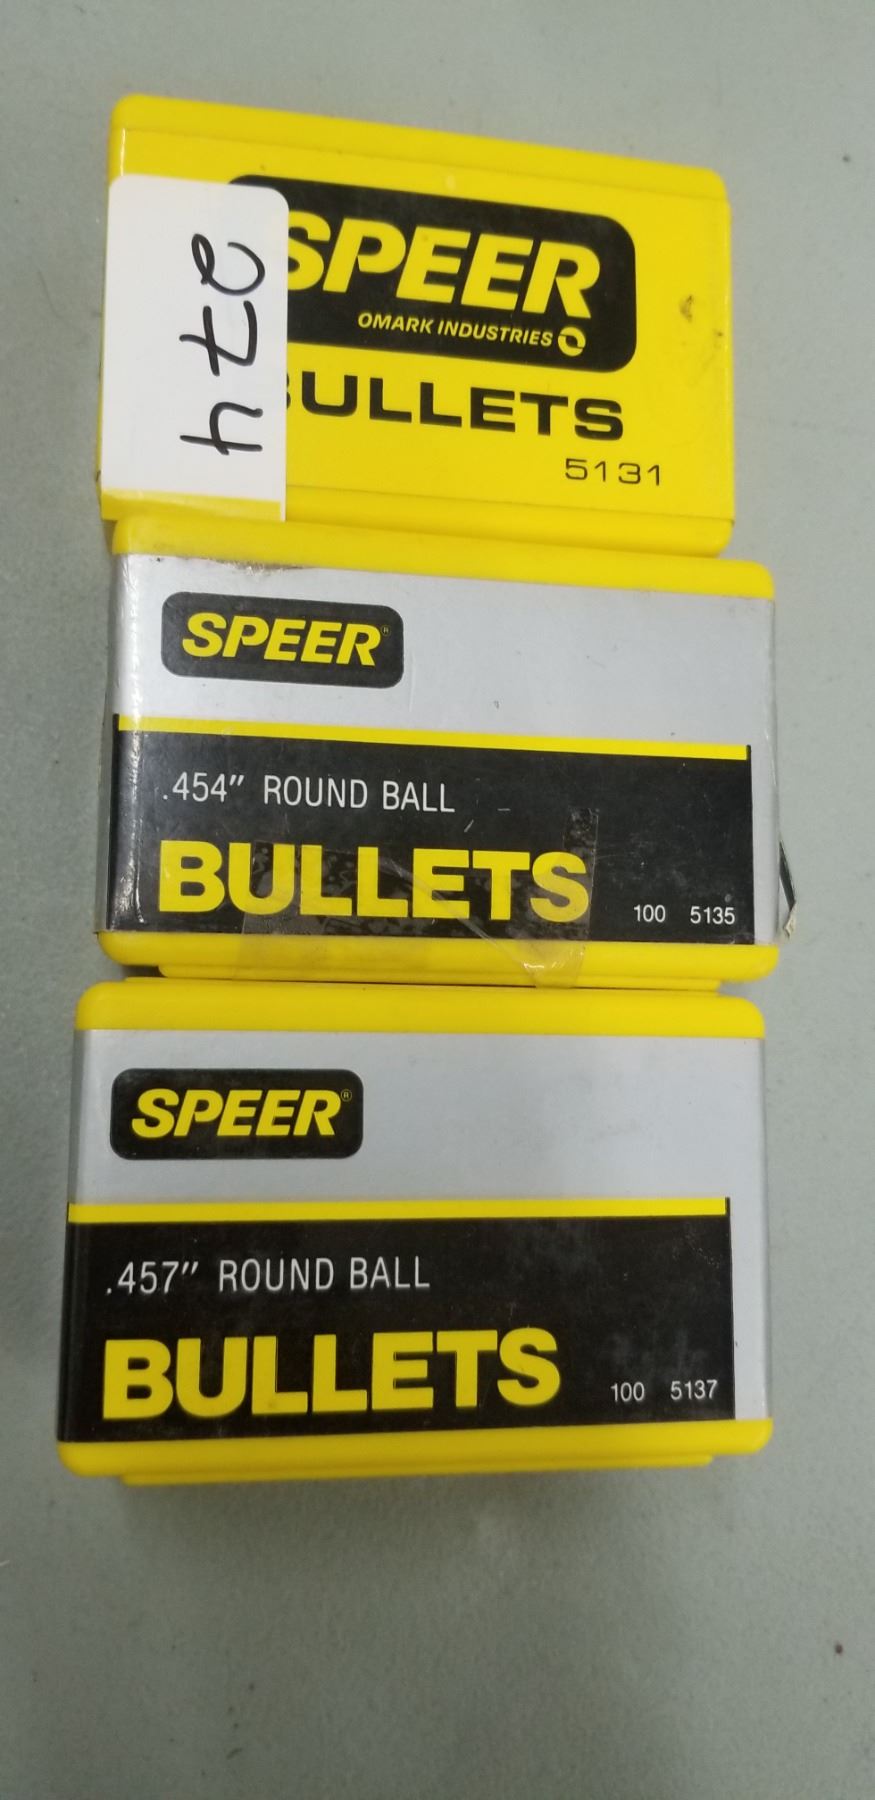 274
SPEER
OMARK INDUSTRIES
BULLETS
5131
SPEER®
.454" ROUND BALL
BULLETS
100 5135
SPEER®
.457" ROUND BALL
BULLETS
100 5137